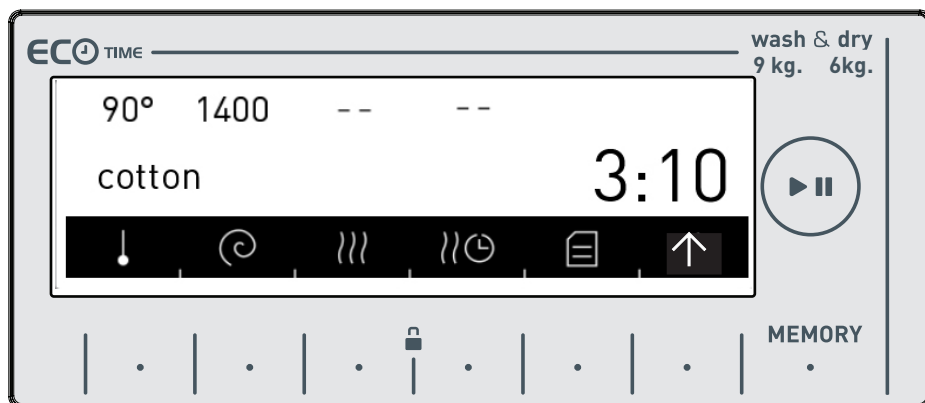 ECO TIME
wash & dry
9 kg. 6kg.
90° 1400 -- --
cotton
3:10
MEMORY